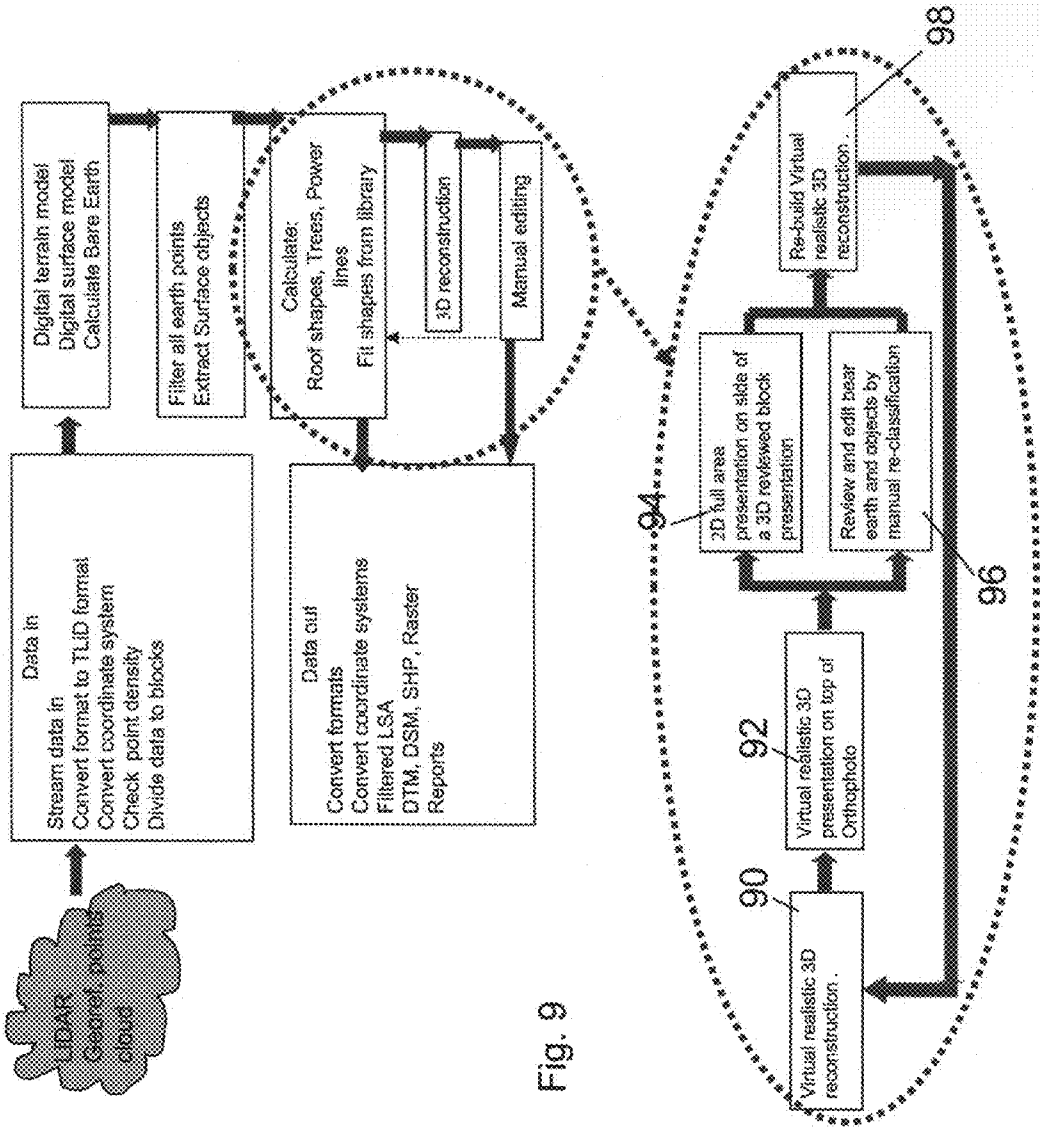 LIDAR
Georef. points
cloud
Data in
Stream data in
Convert format to TLiD format
Convert coordinate system
Check point density
Divide data to blocks
Digital terrain model
Digital surface model
Calculate Bare Earth
Filter all earth points
Extract Surface objects
Calculate:
Roof shapes, Trees, Power
lines
Fit shapes from library
3D reconstruction
Manual editing
Data out
Convert formats
Convert coordinate systems
Filtered LSA
DTM, DSM, SHP, Raster
Reports
Fig. 9
90
Virtual realistic 3D
reconstruction .
92
Virtual realistic 3D
presentation on top of
Orthophoto
94
2D full area
presentation on side of
a 3D reviewed block
presentation
Review and edit bear
earth and objects by
manual re-classification
96
Re-build Virtual
realistic 3D
reconstruction .
98